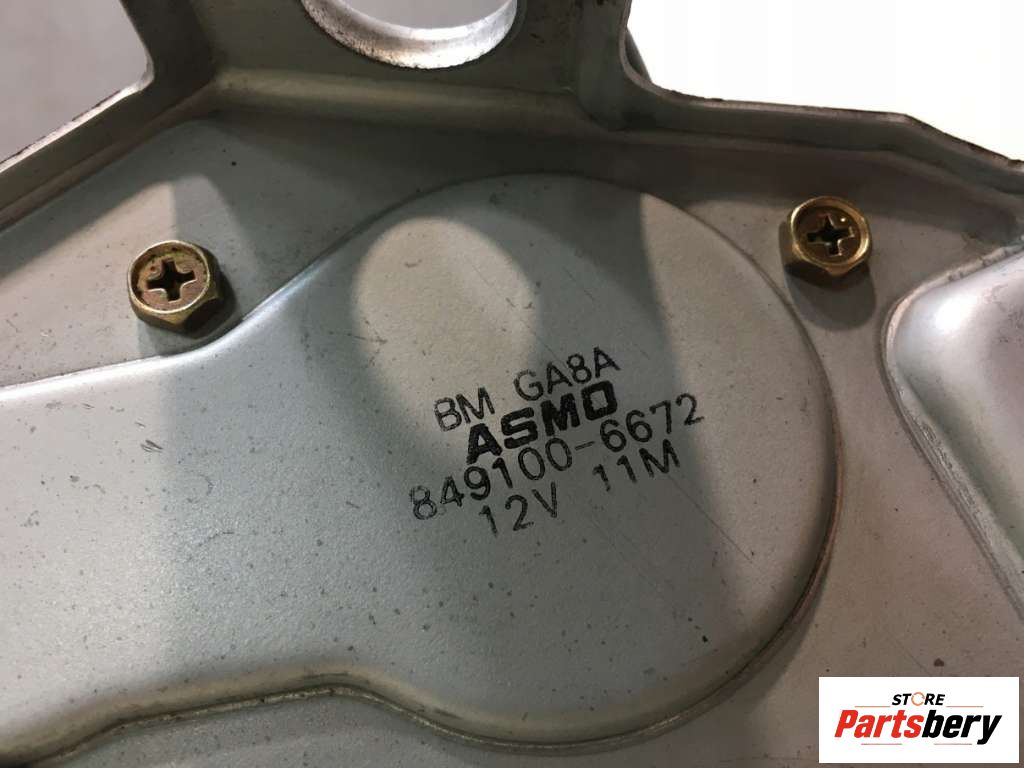 BM GA8A
ASMO
849100-6672
12V 11M
STORE
Partsbery